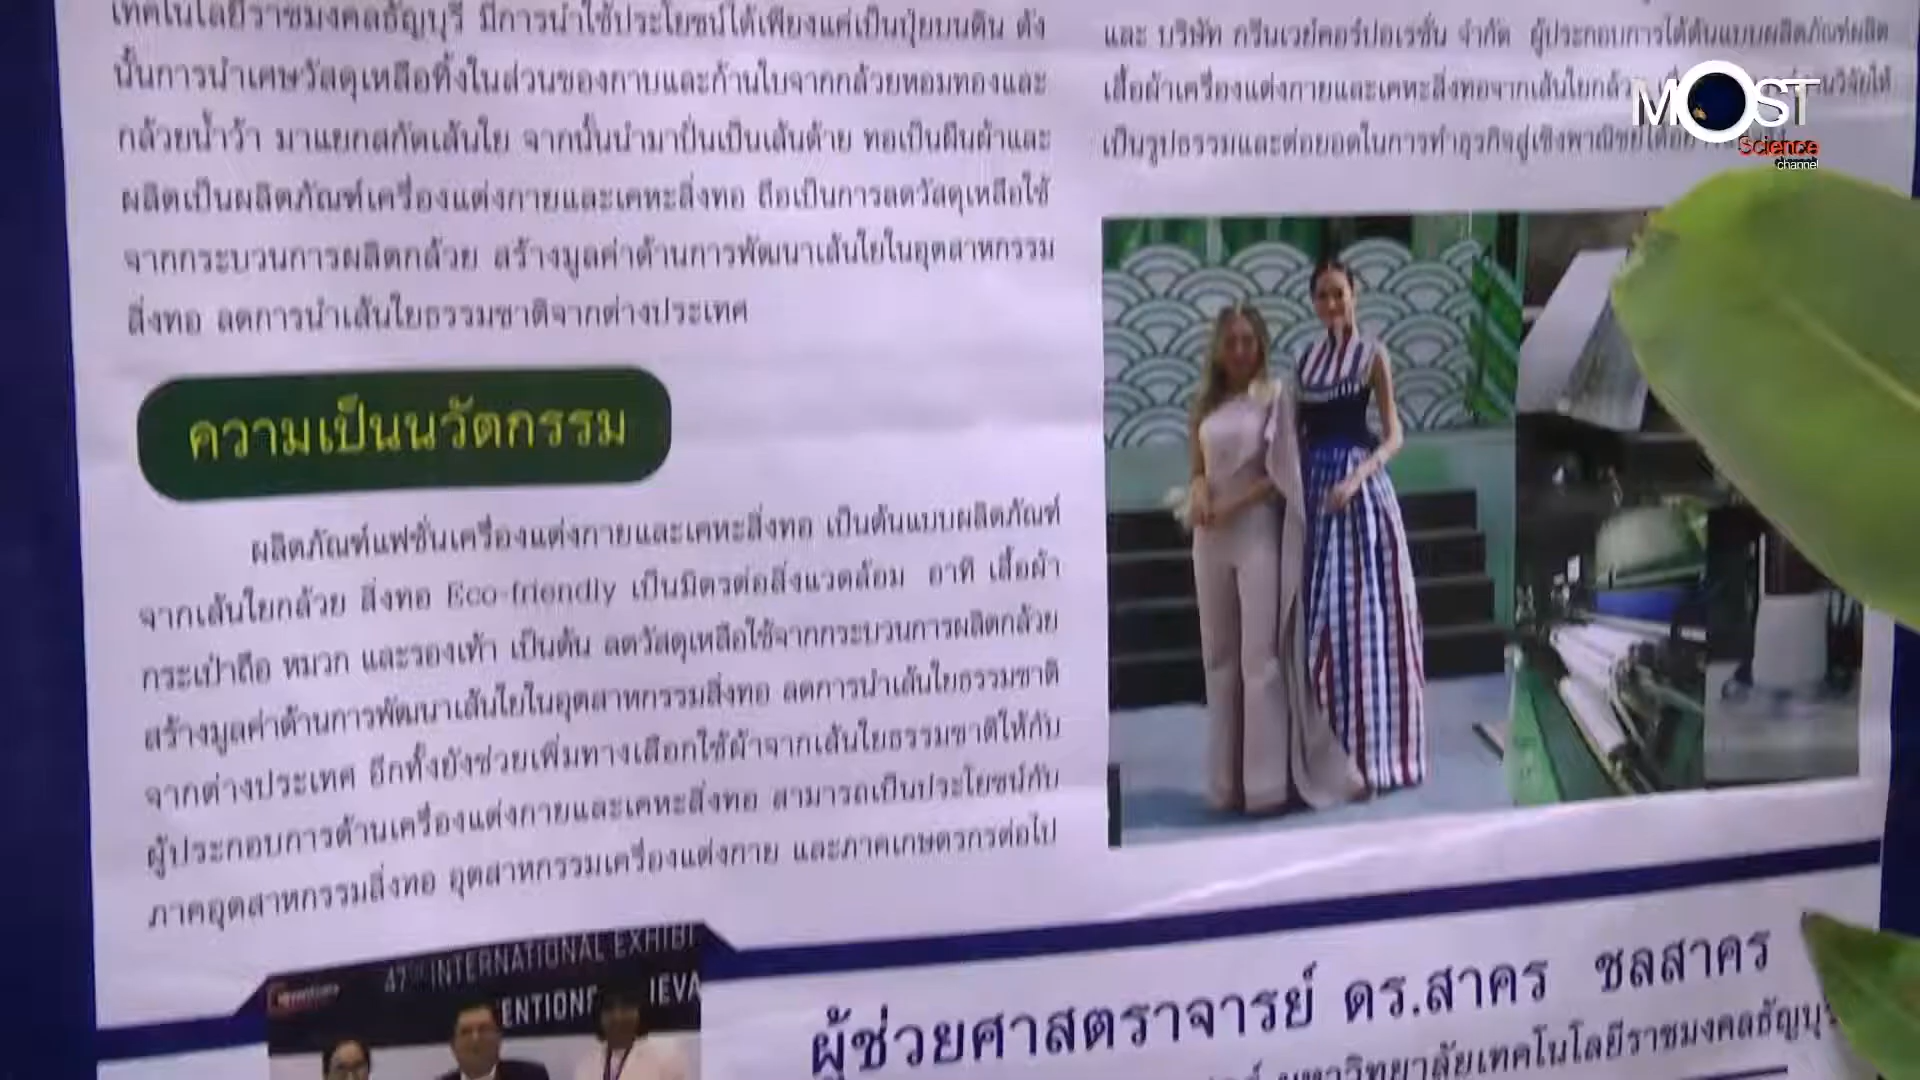 เทคโนโลยีราชมงคลธัญบุรี มีการนำใช้ประโยชน์ได้เพียงแค่เป็นปุ๋ยบนดิน ดัง
นั้นการนำเศษวัสดุเหลือทิ้งในส่วนของกาบและก้านใบจากกล้วยหอมทองและ
กล้วยน้ำว้า มาแยกสกัดเส้นใย จากนั้นนำมาปั่นเป็นเส้นด้าย ทอเป็นผืนผ้าและ
ผลิตเป็นผลิตภัณฑ์เครื่องแต่งกายและเคหะสิ่งทอ ถือเป็นการลดวัสดุเหลือใช้
จากกระบวนการผลิตกล้วย สร้างมูลค่าด้านการพัฒนาเส้นใยในอุตสาหกรรม
สิ่งทอ ลดการนำเส้นใยธรรมชาติจากต่างประเทศ
ความเป็นนวัตกรรม
ผลิตภัณฑ์แฟชั่นเครื่องแต่งกายและเคหะสิ่งทอ เป็นต้นแบบผลิตภัณฑ์
จากเส้นใยกล้วย สิ่งทอ Eco-friendly เป็นมิตรต่อสิ่งแวดล้อม อาทิ เสื้อผ้า
กระเป๋าถือ หมวก และรองเท้า เป็นต้น ลดวัสดุเหลือใช้จากกระบวนการผลิตกล้วย
สร้างมูลค่าด้านการพัฒนาเส้นใยในอุตสาหกรรมสิ่งทอ ลดการนำเส้นใยธรรมชาติ
จากต่างประเทศ อีกทั้งยังช่วยเพิ่มทางเลือกใช้ผ้าจากเส้นใยธรรมชาติให้กับ
ผู้ประกอบการด้านเครื่องแต่งกายและเคหะสิ่งทอ สามารถเป็นประโยชน์กับ
ภาคอุตสาหกรรมสิ่งทอ อุตสาหกรรมเครื่องแต่งกาย และภาคเกษตรกรต่อไป
และ บริษัท กรีนเวย์คอร์ปอเรชั่น จำกัด ผู้ประกอบการได้ต้นแบบผลิตภัณฑ์ผลิต
เสื้อผ้าเครื่องแต่งกายและเคหะสิ่งทอจากเส้นใยกล้วย
เป็นรูปธรรมและต่อยอดในการทำธุรกิจสู่เชิงพาณิชย์ได้
MOST
Science
channel
47TH INTERNATIONAL EXHIBI
ENTIONS
GENEVA
ผู้ช่วยศาสตราจารย์ ดร.สาคร ชลสาคร
มหาวิทยาลัยเทคโนโลยีราชมงคลธัญบุรี